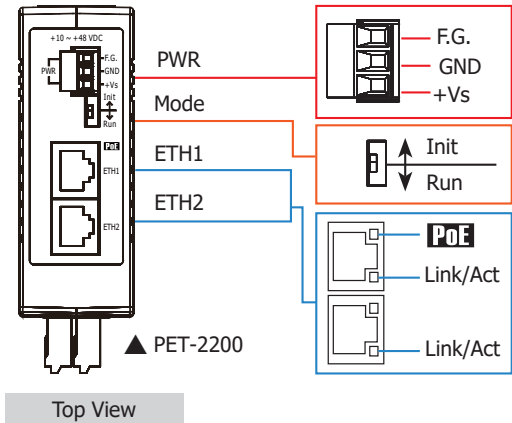 +10 ~ +48 VDC
F.G.
PWR
GND
+Vs
Init
Run
PoE
ETH1
ETH2
PWR
Mode
ETH1
ETH2
F.G.
GND
+Vs
Init
Run
PoE
Link/Act
Link/Act
▲ PET-2200
Top View